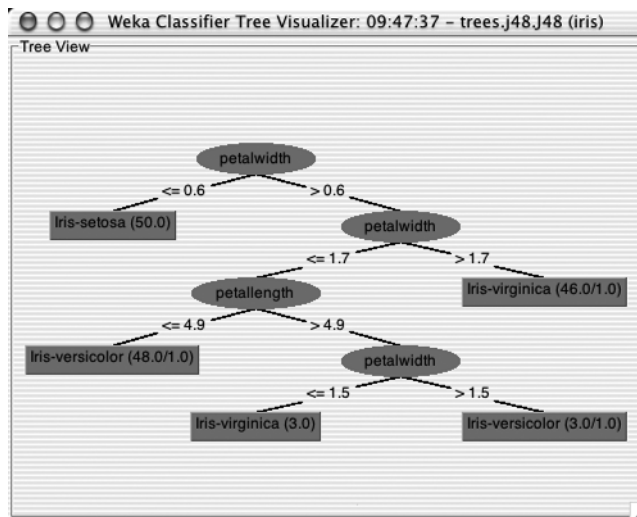 Weka Classifier Tree Visualizer: 09:47:37 – trees.j48.J48 (iris)
Tree View
petalwidth
<= 0.6
> 0.6
Iris-setosa (50.0)
petalwidth
<= 1.7
> 1.7
petallength
Iris-virginica (46.0/1.0)
<= 4.9
> 4.9
Iris-versicolor (48.0/1.0)
petalwidth
<= 1.5
> 1.5
Iris-virginica (3.0)
Iris-versicolor (3.0/1.0)